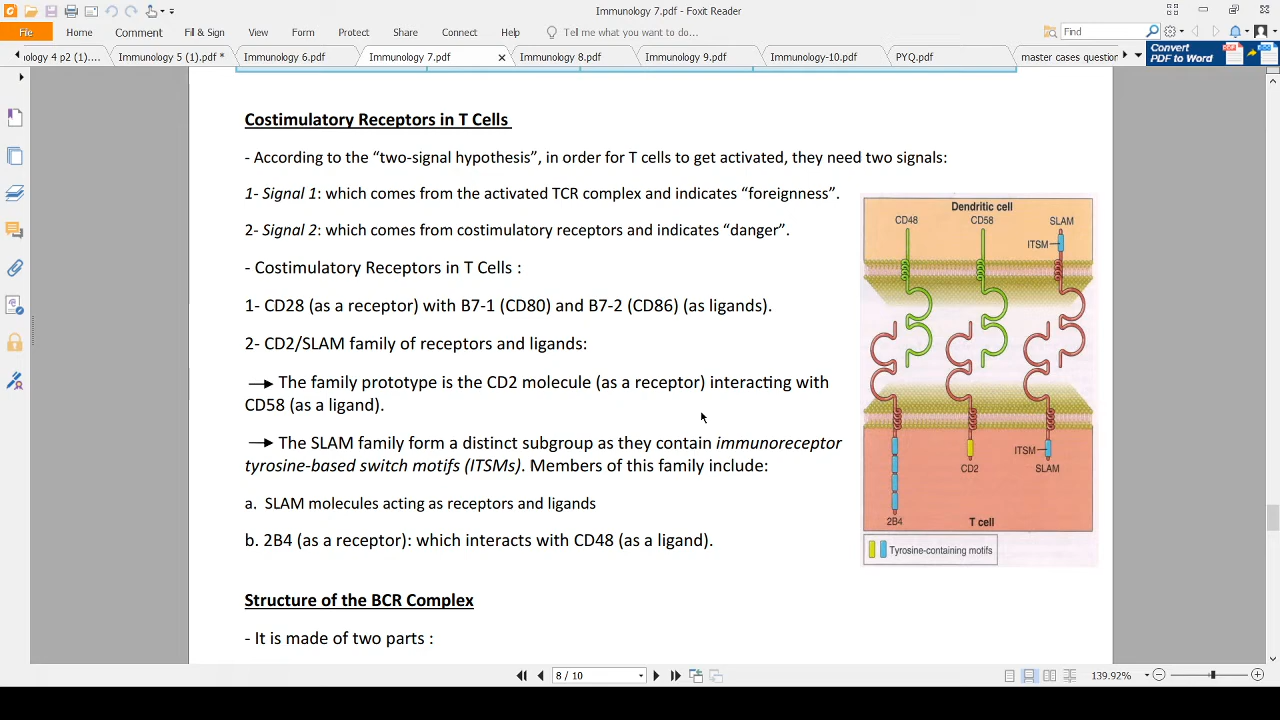 Immunology 7.pdf - Foxit Reader
File Home Comment Fill & Sign View Form Protect Share Connect Help Tell me what you want to do... Find
ology 4 p2 (1).... Immunology 5 (1).pdf * Immunology 6.pdf Immunology 7.pdf Immunology 8.pdf Immunology 9.pdf Immunology-10.pdf PYQ.pdf master cases question
Convert
PDF to Word
Costimulatory Receptors in T Cells
- According to the “two-signal hypothesis”, in order for T cells to get activated, they need two signals:
1- Signal 1: which comes from the activated TCR complex and indicates “foreignness”.
2- Signal 2: which comes from costimulatory receptors and indicates “danger”.
- Costimulatory Receptors in T Cells :
1- CD28 (as a receptor) with B7-1 (CD80) and B7-2 (CD86) (as ligands).
2- CD2/SLAM family of receptors and ligands:
The family prototype is the CD2 molecule (as a receptor) interacting with
CD58 (as a ligand).
The SLAM family form a distinct subgroup as they contain immunoreceptor
tyrosine-based switch motifs (ITSMs). Members of this family include:
a. SLAM molecules acting as receptors and ligands
b. 2B4 (as a receptor): which interacts with CD48 (as a ligand).
Dendritic cell
CD48 CD58 SLAM
ITSM
ITSM
CD2 SLAM
2B4 T cell
Tyrosine-containing motifs
Structure of the BCR Complex
- It is made of two parts :
8 / 10
139.92%